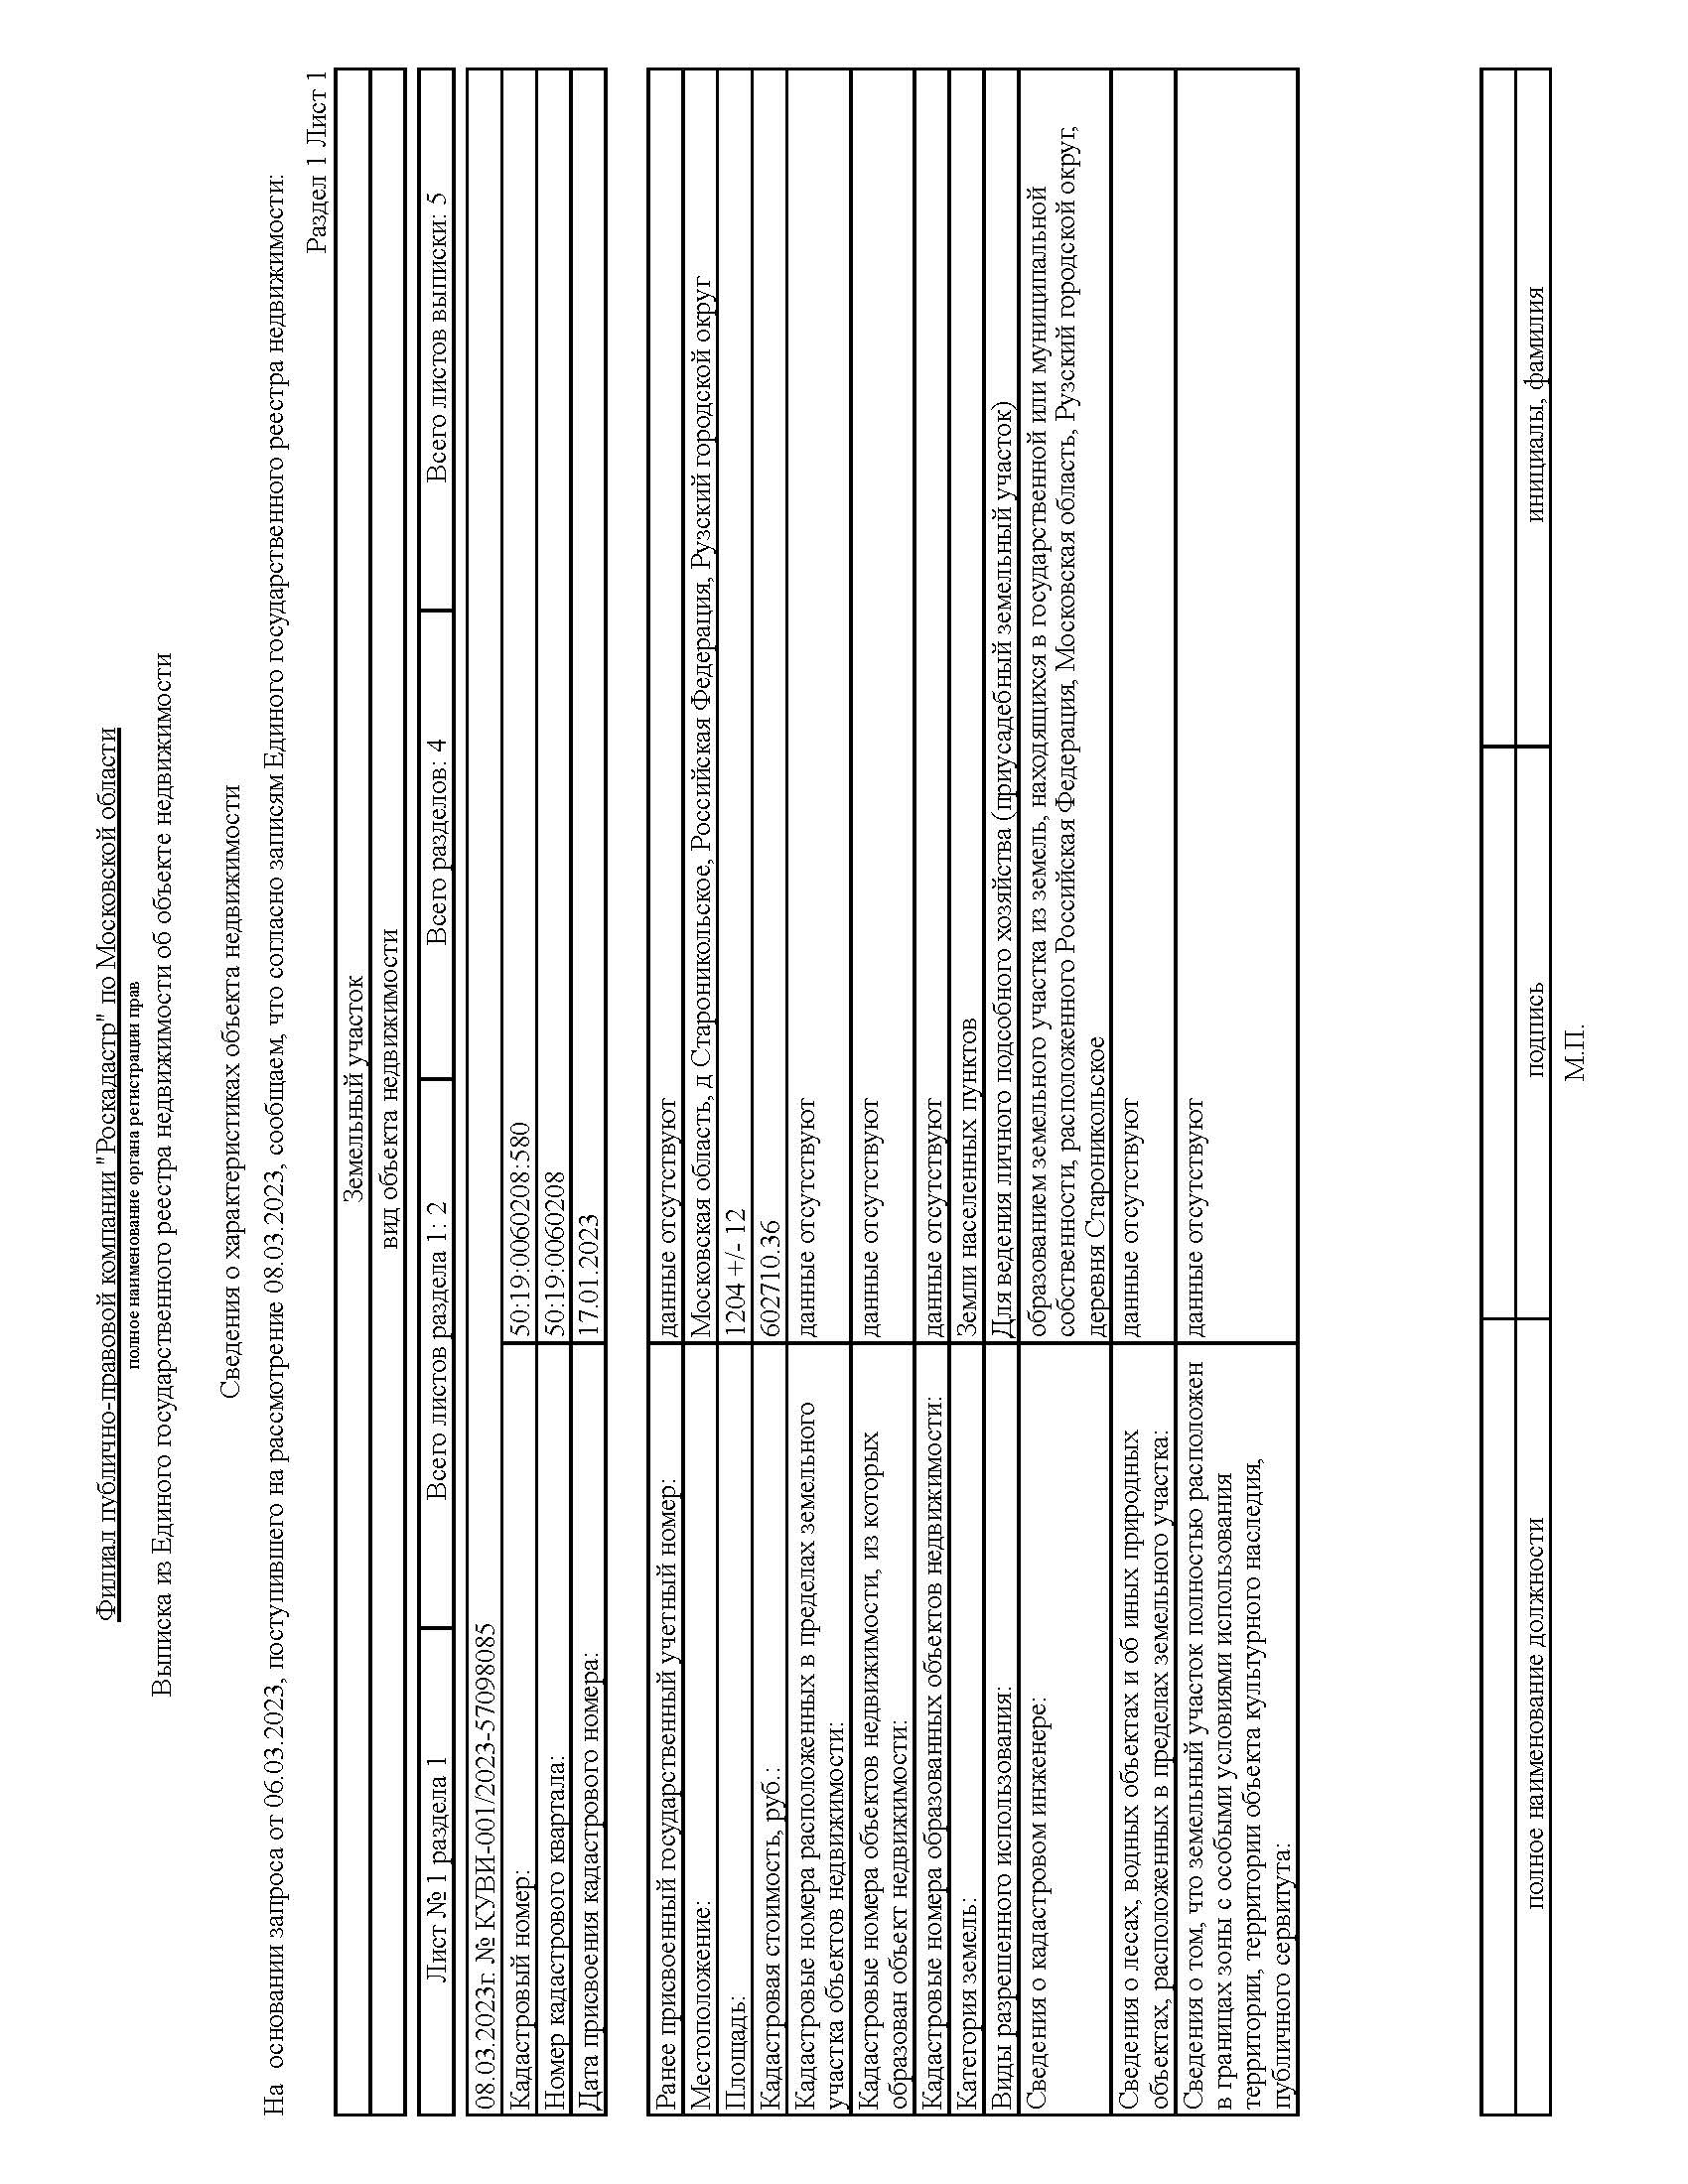 Филиал публично-правовой компании "Роскадастр" по Московской области
полное наименование органа регистрации прав
Выписка из Единого государственного реестра недвижимости об объекте недвижимости
Сведения о характеристиках объекта недвижимости
На основании запроса от 06.03.2023, поступившего на рассмотрение 08.03.2023, сообщаем, что согласно записям Единого государственного реестра недвижимости:
Раздел 1 Лист 1
Земельный участок
вид объекта недвижимости
Лист № 1 раздела 1 Всего листов раздела 1: 2 Всего разделов: 4 Всего листов выписки: 5
08.03.2023г. № КУВИ-001/2023-57098085
Кадастровый номер: 50:19:0060208:580
Номер кадастрового квартала: 50:19:0060208
Дата присвоения кадастрового номера: 17.01.2023
Ранее присвоенный государственный учетный номер: данные отсутствуют
Местоположение: Московская область, д Староникольское, Российская Федерация, Рузский городской округ
Площадь: 1204 +/- 12
Кадастровая стоимость, руб.: 602710.36
Кадастровые номера расположенных в пределах земельного данные отсутствуют
участка объектов недвижимости:
Кадастровые номера объектов недвижимости, из которых данные отсутствуют
образован объект недвижимости:
Кадастровые номера образованных объектов недвижимости: данные отсутствуют
Категория земель: Земли населенных пунктов
Виды разрешенного использования: Для ведения личного подсобного хозяйства (приусадебный земельный участок)
Сведения о кадастровом инженере: образованием земельного участка из земель, находящихся в государственной или муниципальной
собственности, расположенного Российская Федерация, Московская область, Рузский городской округ,
деревня Староникольское
Сведения о лесах, водных объектах и об иных природных данные отсутствуют
объектах, расположенных в пределах земельного участка:
Сведения о том, что земельный участок полностью расположен данные отсутствуют
в границах зоны с особыми условиями использования
территории, территории объекта культурного наследия,
публичного сервитута:
полное наименование должности подпись инициалы, фамилия
М.П.